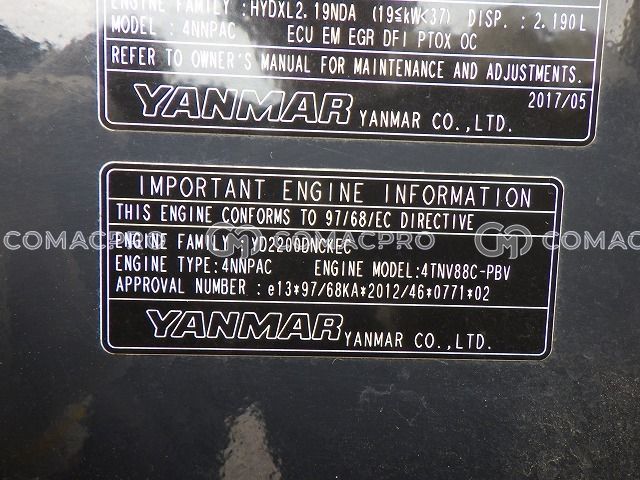 ENGINE FAMILY :HYDXL2.19NDA (19≤kW<37) DISP. : 2.190L
MODEL : 4NNPAC ECU EM EGR DFI PTOX OC
REFER TO OWNER'S MANUAL FOR MAINTENANCE AND ADJUSTMENTS.
2017/05
YANMAR YANMAR CO.,LTD.
IMPORTANT ENGINE INFORMATION
THIS ENGINE CONFORMS TO 97/68/EC DIRECTIVE
COMACPRO CM COMACPRO CM COMACPRO
ENGINE FAMILY :YD2200DNCKEC
ENGINE TYPE:4NNPAC ENGINE MODEL:4TNV88C-PBV
APPROVAL NUMBER : e13*97/68KA*2012/46*0771*02
YANMAR YANMAR CO.,LTD.